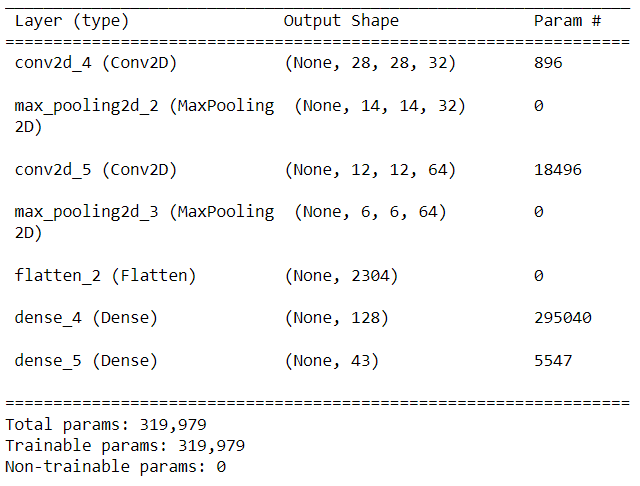 Layer (type) Output Shape Param #
=================================================================
conv2d_4 (Conv2D) (None, 28, 28, 32) 896
max_pooling2d_2 (MaxPooling (None, 14, 14, 32) 0
2D)
conv2d_5 (Conv2D) (None, 12, 12, 64) 18496
max_pooling2d_3 (MaxPooling (None, 6, 6, 64) 0
2D)
flatten_2 (Flatten) (None, 2304) 0
dense_4 (Dense) (None, 128) 295040
dense_5 (Dense) (None, 43) 5547
=================================================================
Total params: 319,979
Trainable params: 319,979
Non-trainable params: 0